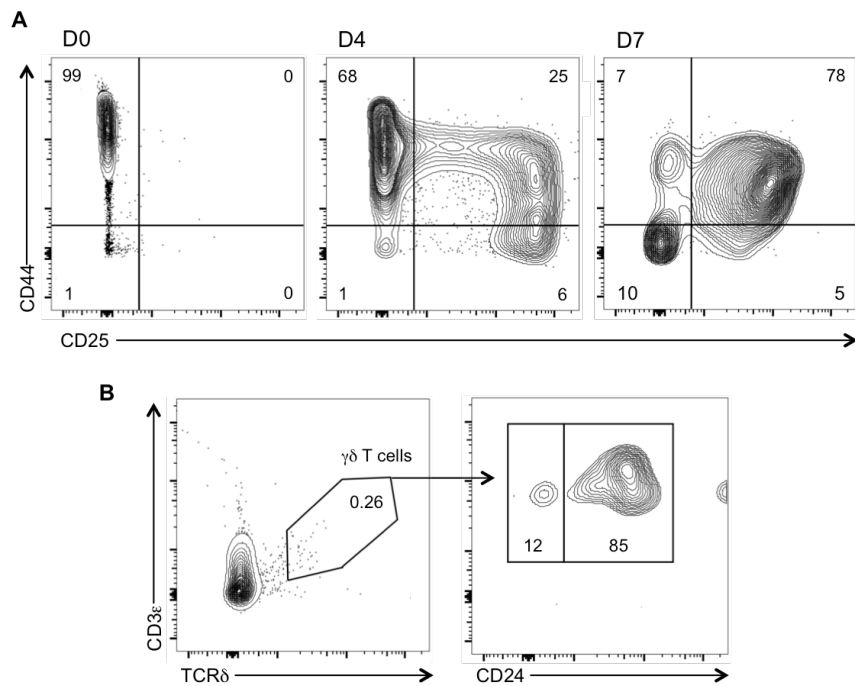 A
D0 D4 D7
99 0 68 25 7 78
1 0 1 6 10 5
CD44
CD25
B
γδ T cells
0.26
12 85
CD3ε
TCRδ CD24